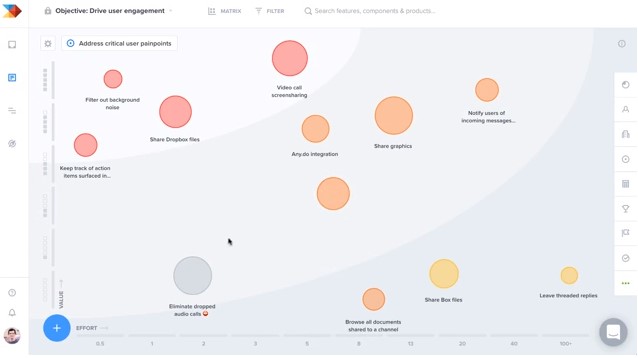 Objective: Drive user engagement
MATRIX
FILTER
Search features, components & products...
Address critical user painpoints
Video call
screensharing
Filter out background
noise
Notify users of
incoming messages...
Share Dropbox files
Share graphics
Any.do integration
Keep track of action
items surfaced in...
Eliminate dropped
audio calls
Share Box files
Leave threaded replies
Browse all documents
shared to a channel
VALUE
EFFORT
0.5 1 2 3 5 8 13 20 40 100+